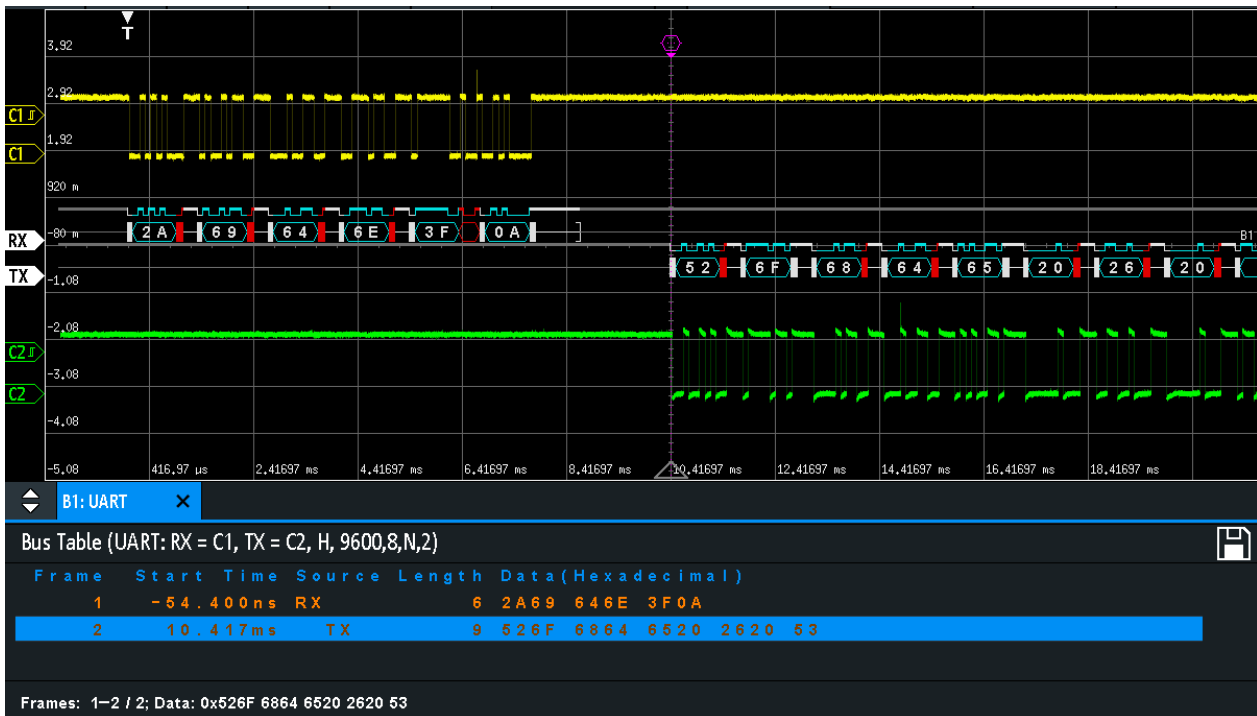 T
3.92
2.92
C1
1.92
C1
920 m
2A 69 64 6E 3F 0A
RX
-80 m
B1
52 6F 68 64 65 20 26 20
TX
-1.08
-2.08
C2
-3.08
C2
-4.08
-5.08 416.97 µs 2.41697 ms 4.41697 ms 6.41697 ms 8.41697 ms 10.41697 ms 12.41697 ms 14.41697 ms 16.41697 ms 18.41697 ms
B1: UART ×
Bus Table (UART: RX = C1, TX = C2, H, 9600,8,N,2)
Frame Start Time Source Length Data(Hexadecimal)
1 -54.400ns RX 6 2A69 646E 3F0A
2 10.417ms TX 9 526F 6864 6520 2620 53
Frames: 1-2 / 2; Data: 0x526F 6864 6520 2620 53